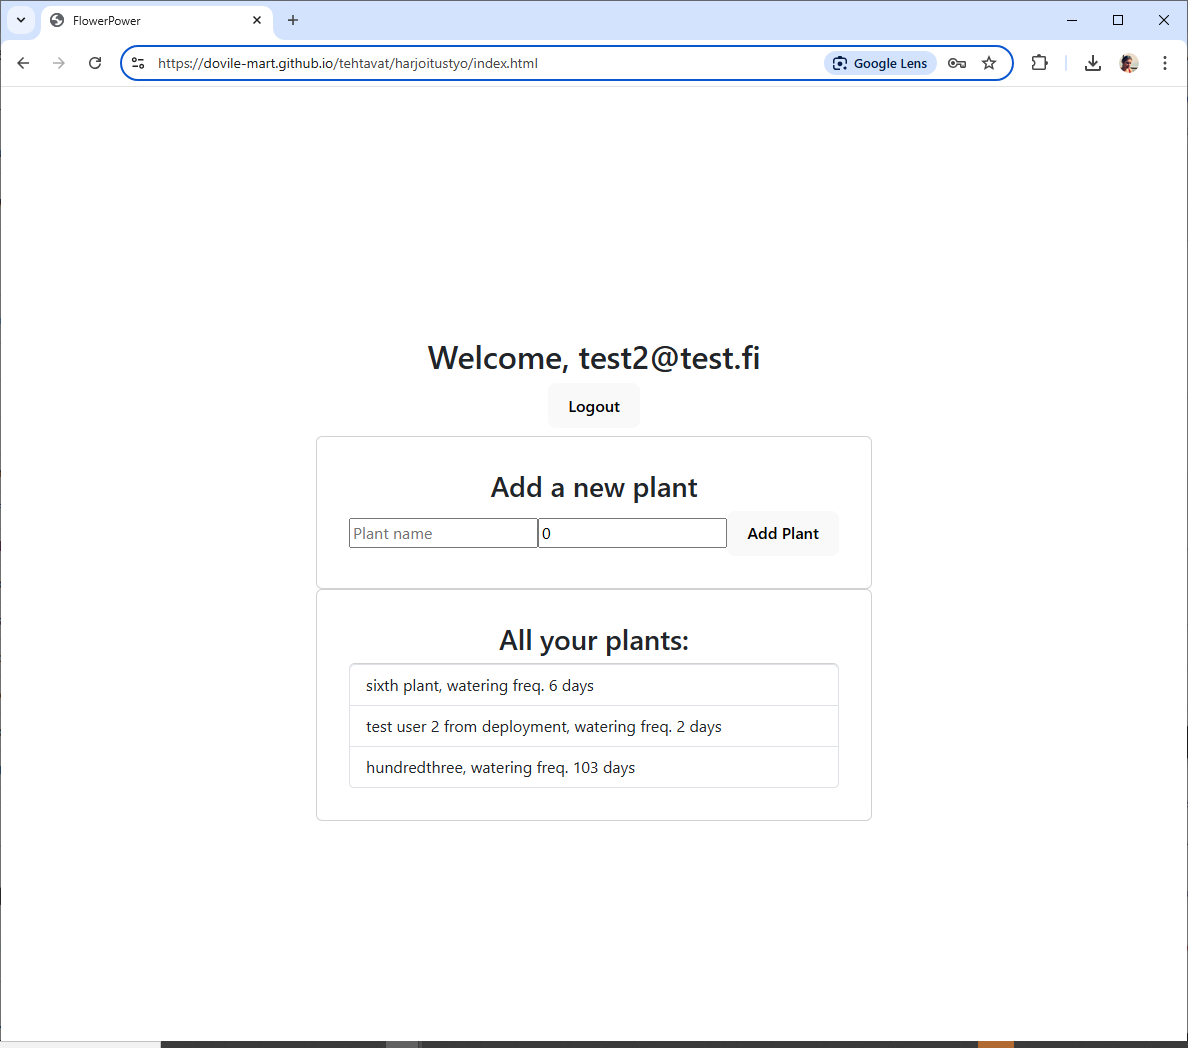 FlowerPower
https://dovile-mart.github.io/tehtavat/harjoitustyo/index.html
Google Lens
Welcome, test2@test.fi
Logout
Add a new plant
Plant name
0
Add Plant
All your plants:
sixth plant, watering freq. 6 days
test user 2 from deployment, watering freq. 2 days
hundredthree, watering freq. 103 days